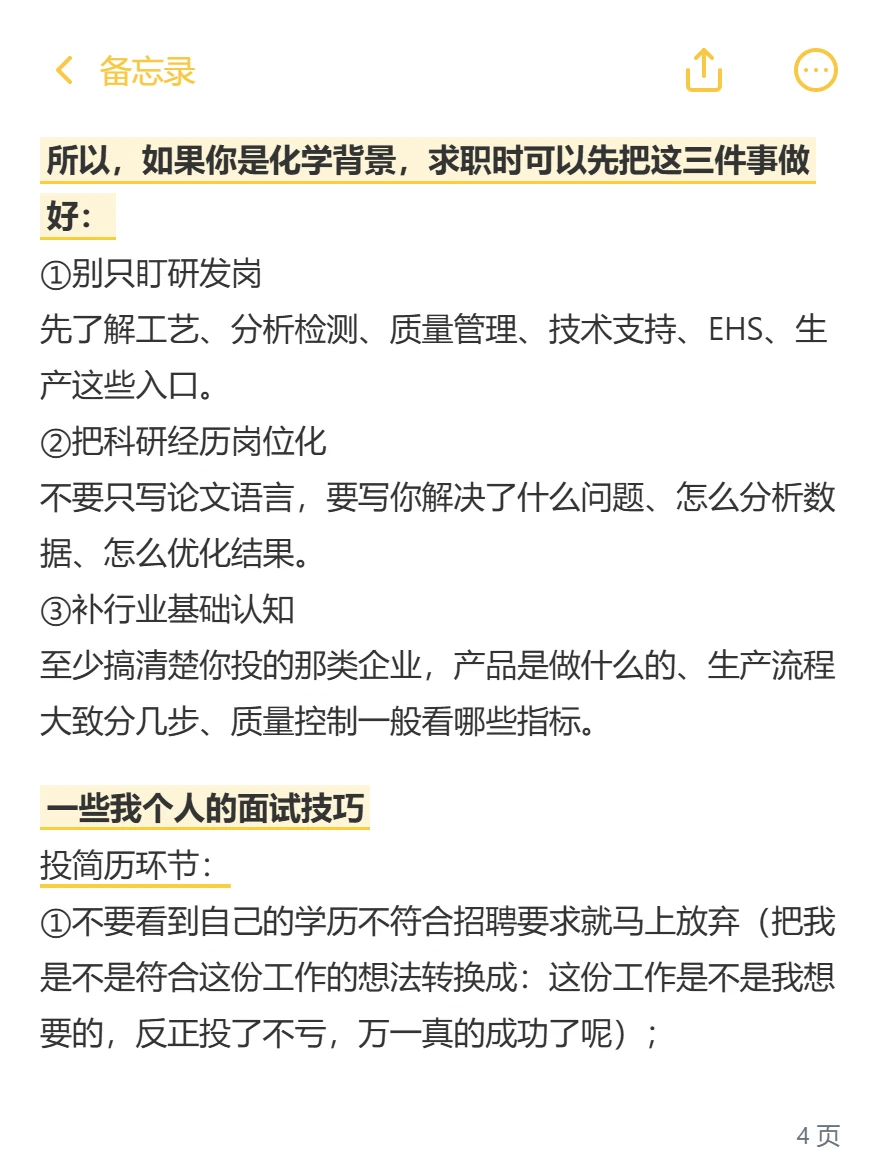 备忘录
所以，如果你是化学背景，求职时可以先把这三件事做
好：
①别只盯研发岗
先了解工艺、分析检测、质量管理、技术支持、EHS、生
产这些入口。
②把科研经历岗位化
不要只写论文语言，要写你解决了什么问题、怎么分析数
据、怎么优化结果。
③补行业基础认知
至少搞清楚你投的那类企业，产品是做什么的、生产流程
大致分几步、质量控制一般看哪些指标。
一些我个人的面试技巧
投简历环节：
①不要看到自己的学历不符合招聘要求就马上放弃（把我
是不是符合这份工作的想法转换成：这份工作是不是我想
要的，反正投了不亏，万一真的成功了呢）；
4 页